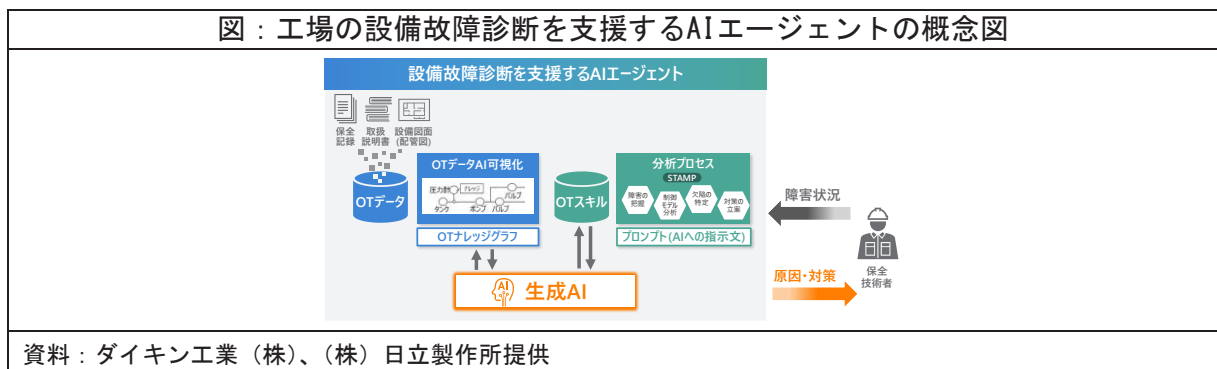 図：工場の設備故障診断を支援するAIエージェントの概念図
設備故障診断を支援するAIエージェント
保全
記録
取扱
説明書
設備図面
(配管図)
OTデータ
OTデータAI可視化
圧力計
ナレッジ
バルブ
タンク
ポンプ
バルブ
OTナレッジグラフ
OTスキル
分析プロセス
STAMP
障害の
把握
制御
モデル
分析
欠陥の
特定
対策の
立案
プロンプト(AIへの指示文)
AI
生成AI
障害状況
原因・対策
保全
技術者
資料：ダイキン工業（株）、（株）日立製作所提供